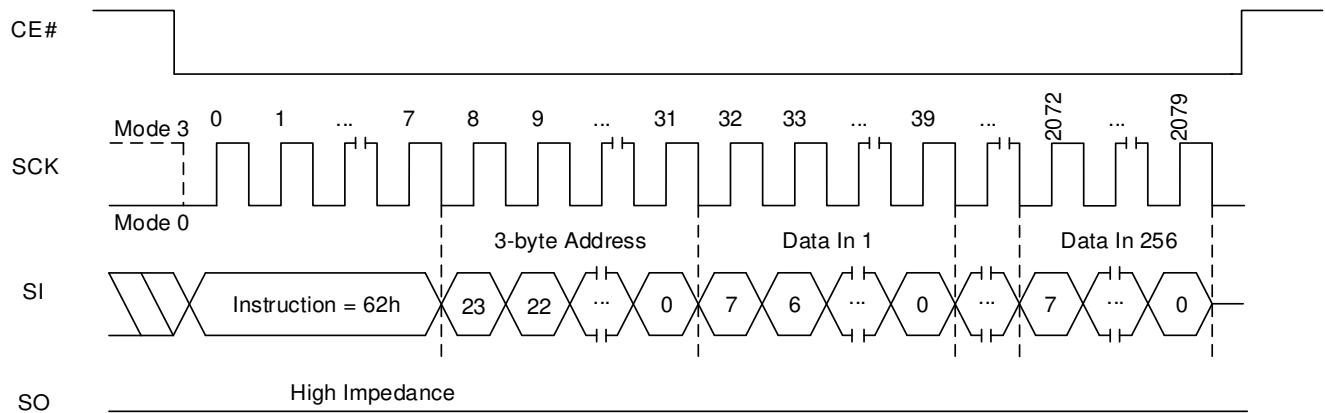 CE#
Mode 3
0 1 ... 7 8 9 ... 31 32 33 ... 39 ... 2072 ... 2079
SCK
Mode 0
3-byte Address Data In 1 Data In 256
SI
Instruction = 62h 23 22 ... 0 7 6 ... 0 ... 7 ... 0
High Impedance
SO